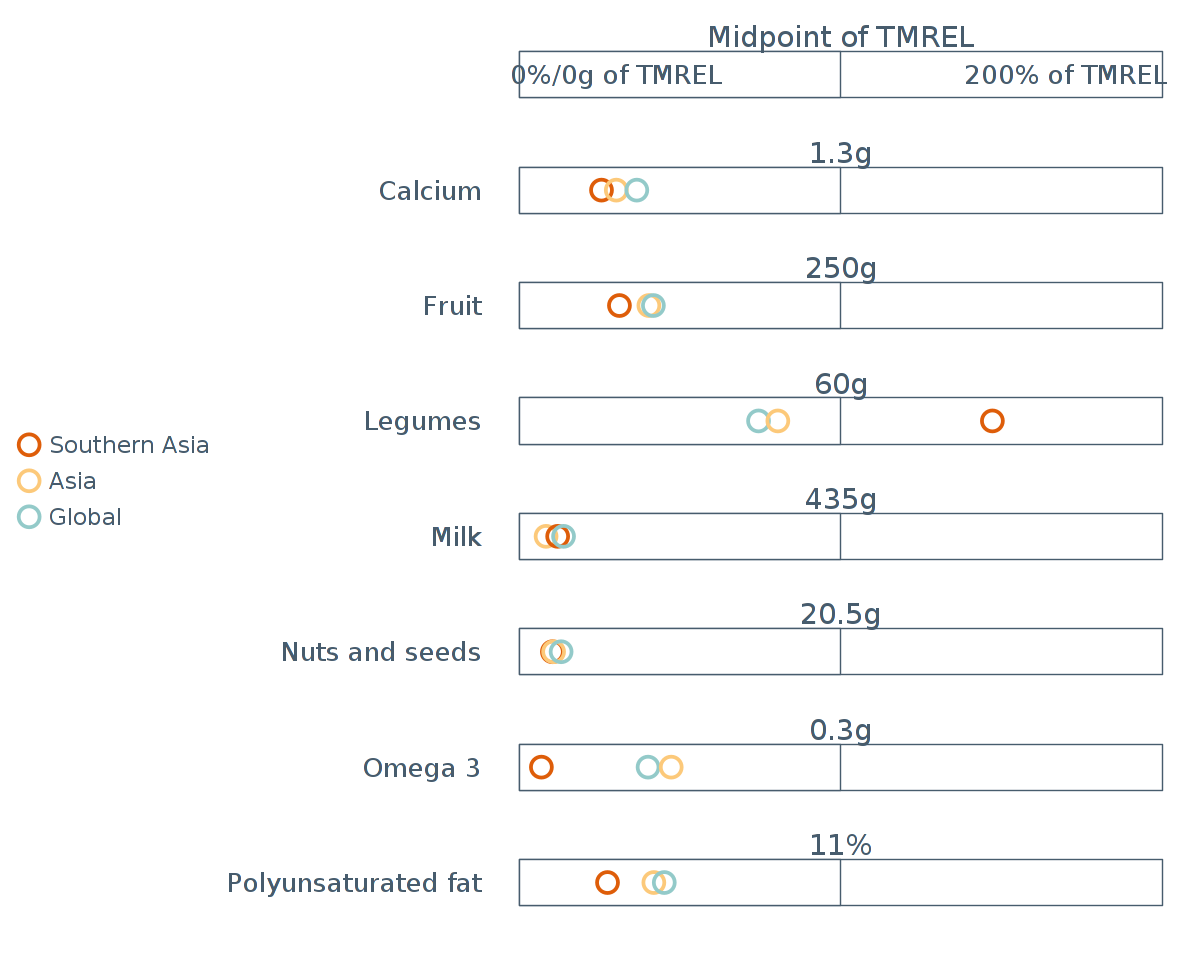 Midpoint of TMREL
0%/0g of TMREL
200% of TMREL
1.3g
Calcium
250g
Fruit
60g
Legumes
435g
Milk
20.5g
Nuts and seeds
0.3g
Omega 3
11%
Polyunsaturated fat
Southern Asia
Asia
Global